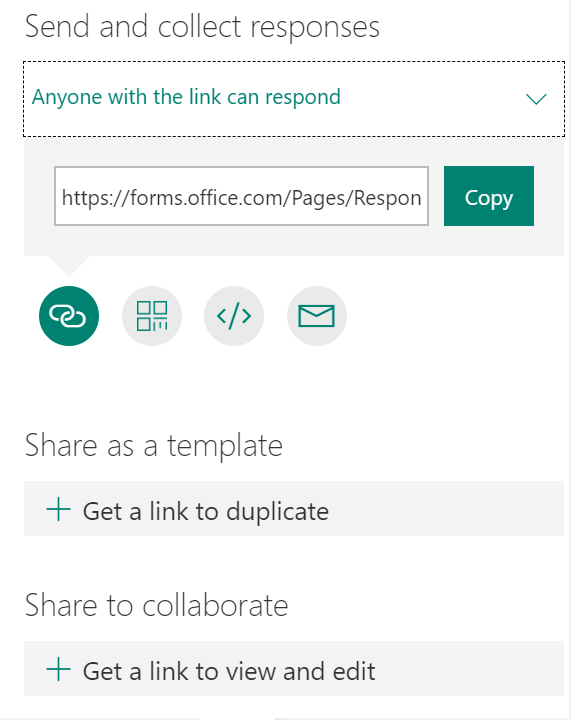 Send and collect responses
Anyone with the link can respond
https://forms.office.com/Pages/Respon
Copy
Share as a template
Get a link to duplicate
Share to collaborate
Get a link to view and edit